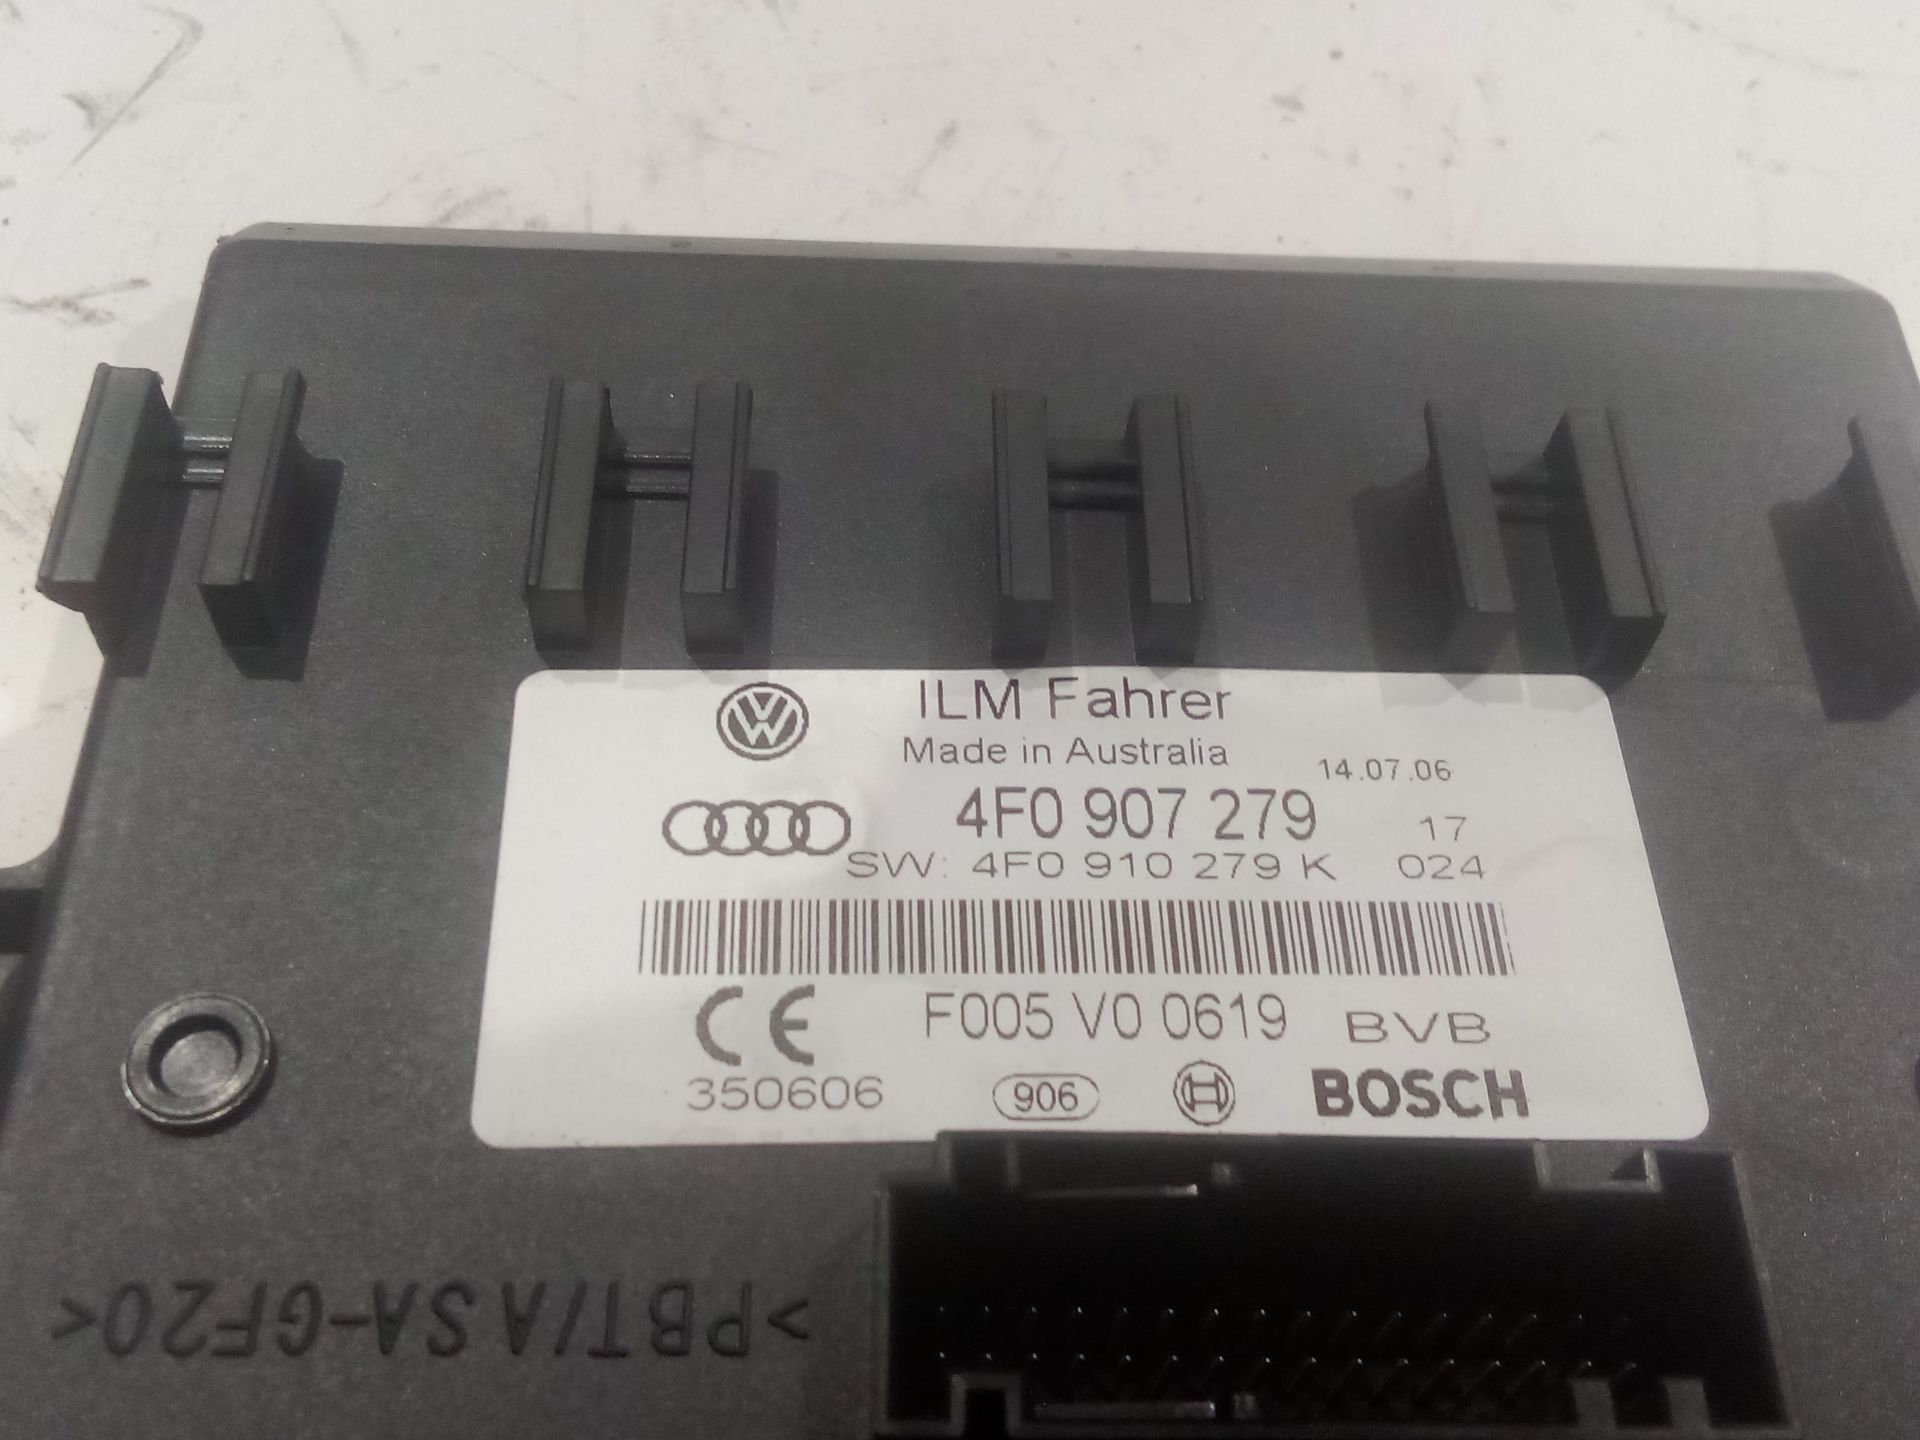 ILM Fahrer
Made in Australia
14.07.06
4F0 907 279
17
SW: 4F0 910 279 K
024
F005 V0 0619
BVB
CE
350606
906
BOSCH
>PBT/ASA-GF20<